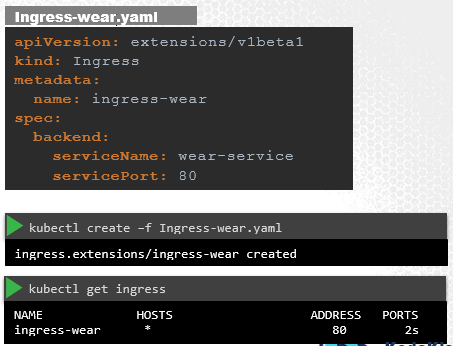 Ingress-wear.yaml
apiVersion: extensions/v1beta1
kind: Ingress
metadata:
name: ingress-wear
spec:
backend:
serviceName: wear-service
servicePort: 80
kubectl create –f Ingress-wear.yaml
ingress.extensions/ingress-wear created
kubectl get ingress
NAME HOSTS ADDRESS PORTS
ingress-wear * 80 2s